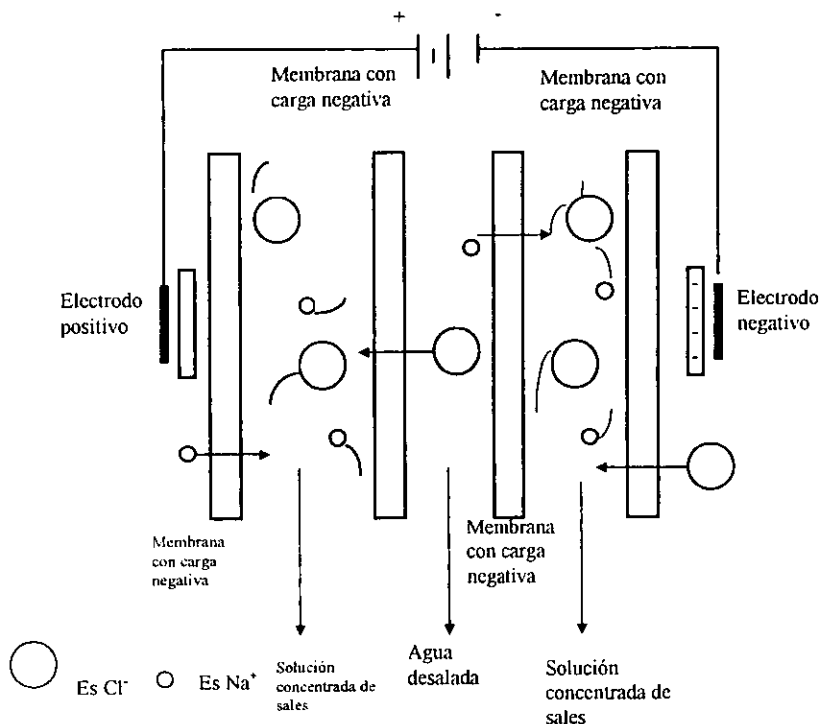 + -
Membrana con
carga negativa
Membrana con
carga negativa
Electrodo
positivo
Electrodo
negativo
Membrana
con carga
negativa
Membrana
con carga
negativa
Es Cl⁻
Es Na⁺
Solución
concentrada de
sales
Agua
desalada
Solución
concentrada de
sales